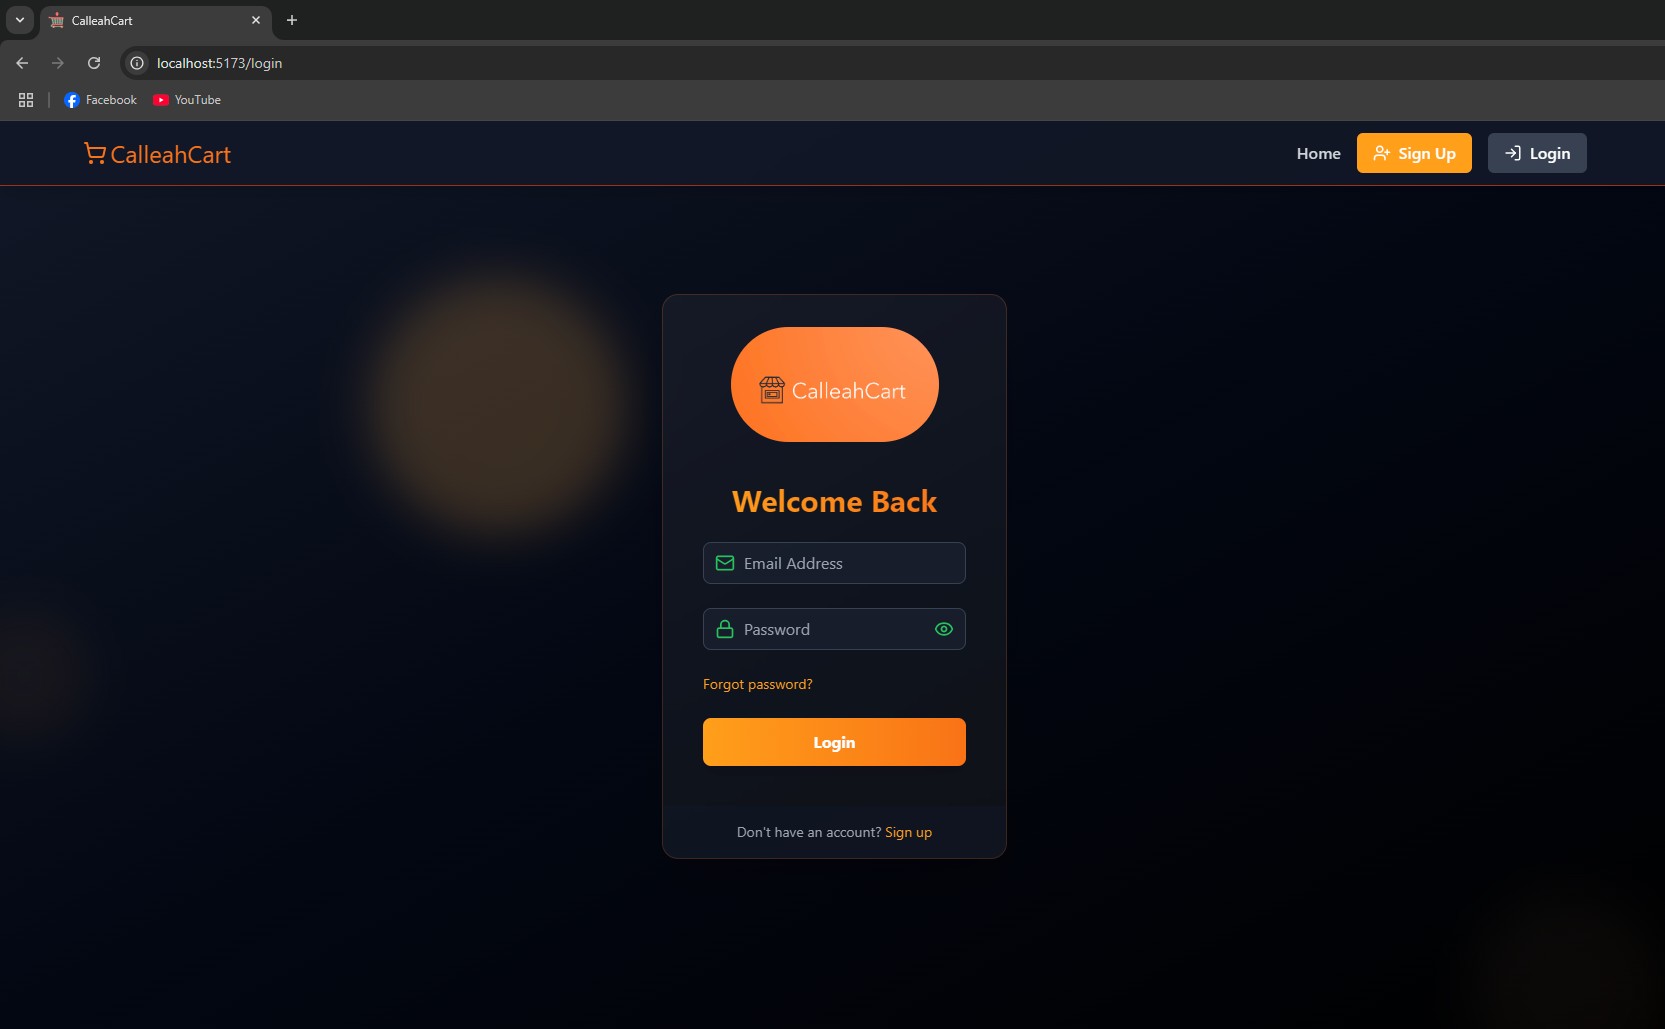 CalleahCart
localhost:5173/login
Facebook YouTube
CalleahCart Home Sign Up Login
CalleahCart
Welcome Back
Email Address
Password
Forgot password?
Login
Don't have an account? Sign up